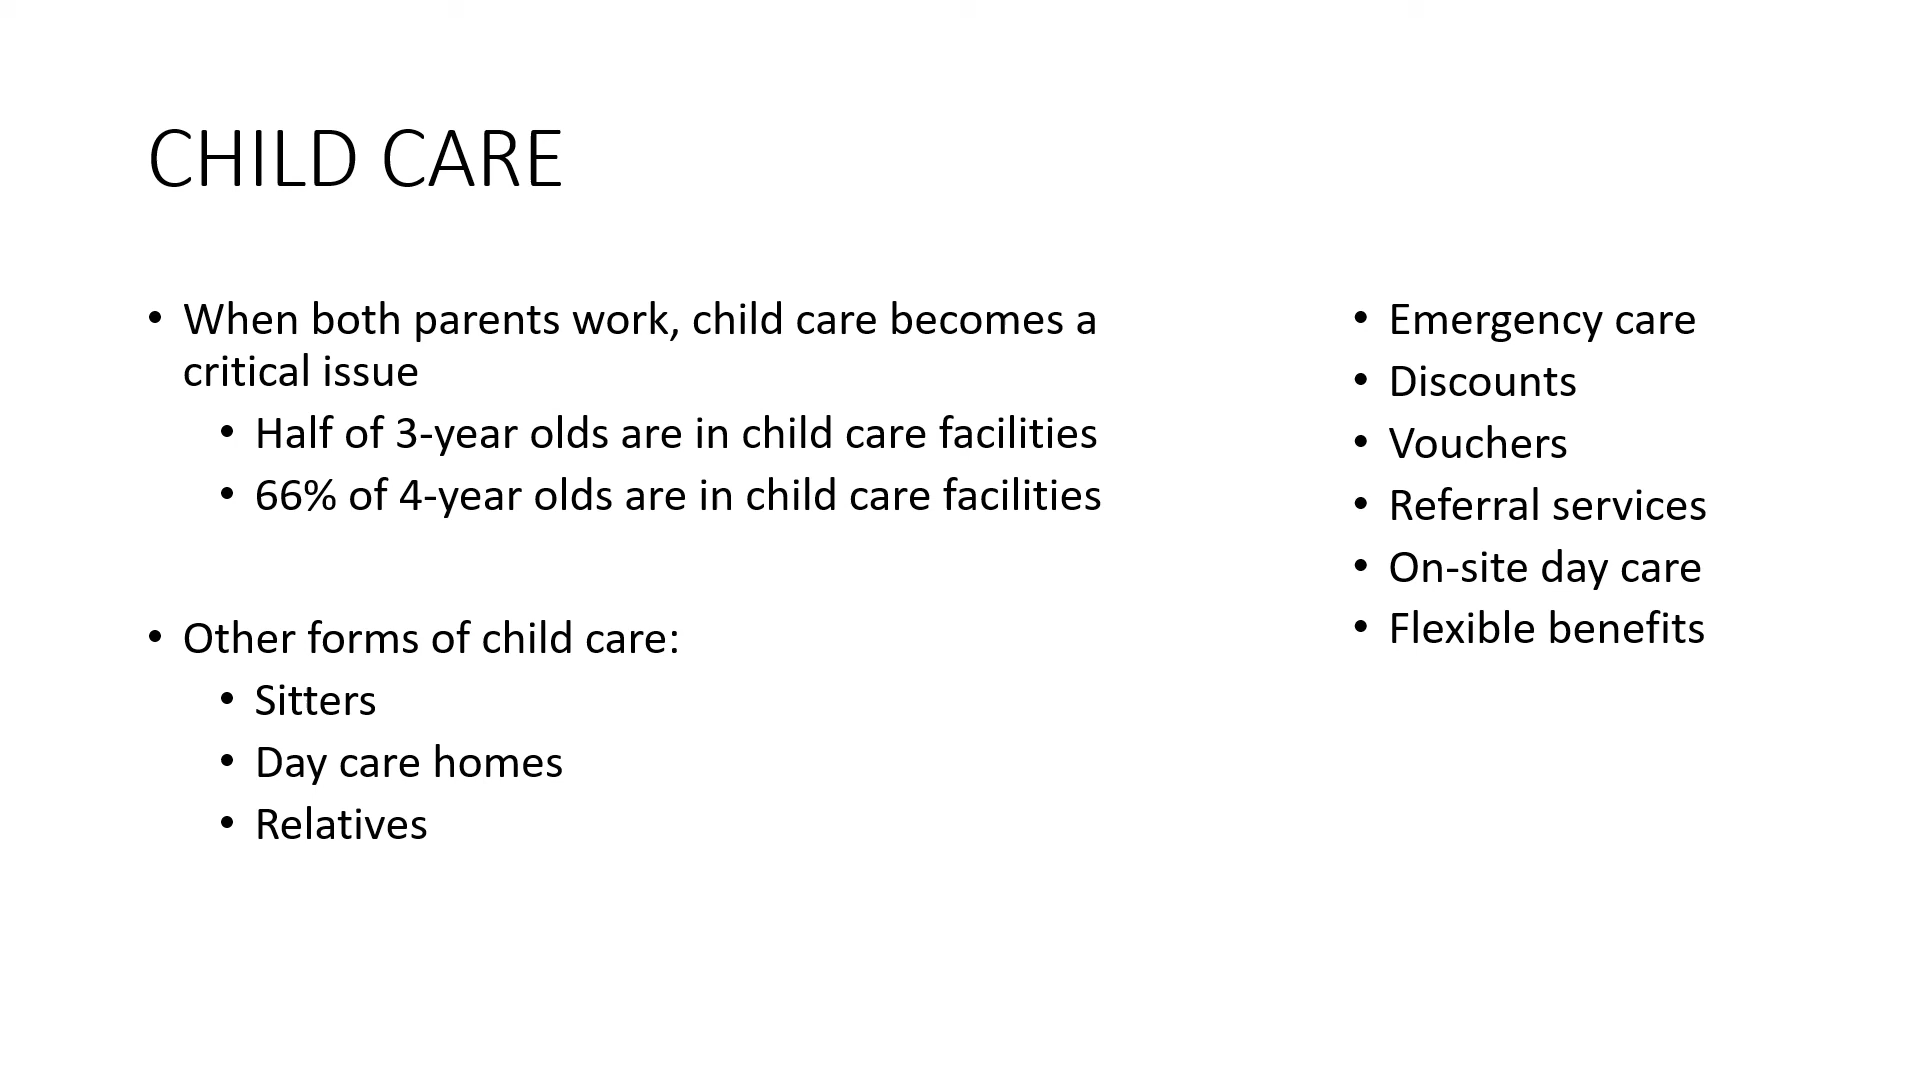 CHILD CARE
• When both parents work, child care becomes a
critical issue
• Half of 3-year olds are in child care facilities
• 66% of 4-year olds are in child care facilities
• Other forms of child care:
• Sitters
• Day care homes
• Relatives
• Emergency care
• Discounts
• Vouchers
• Referral services
• On-site day care
• Flexible benefits